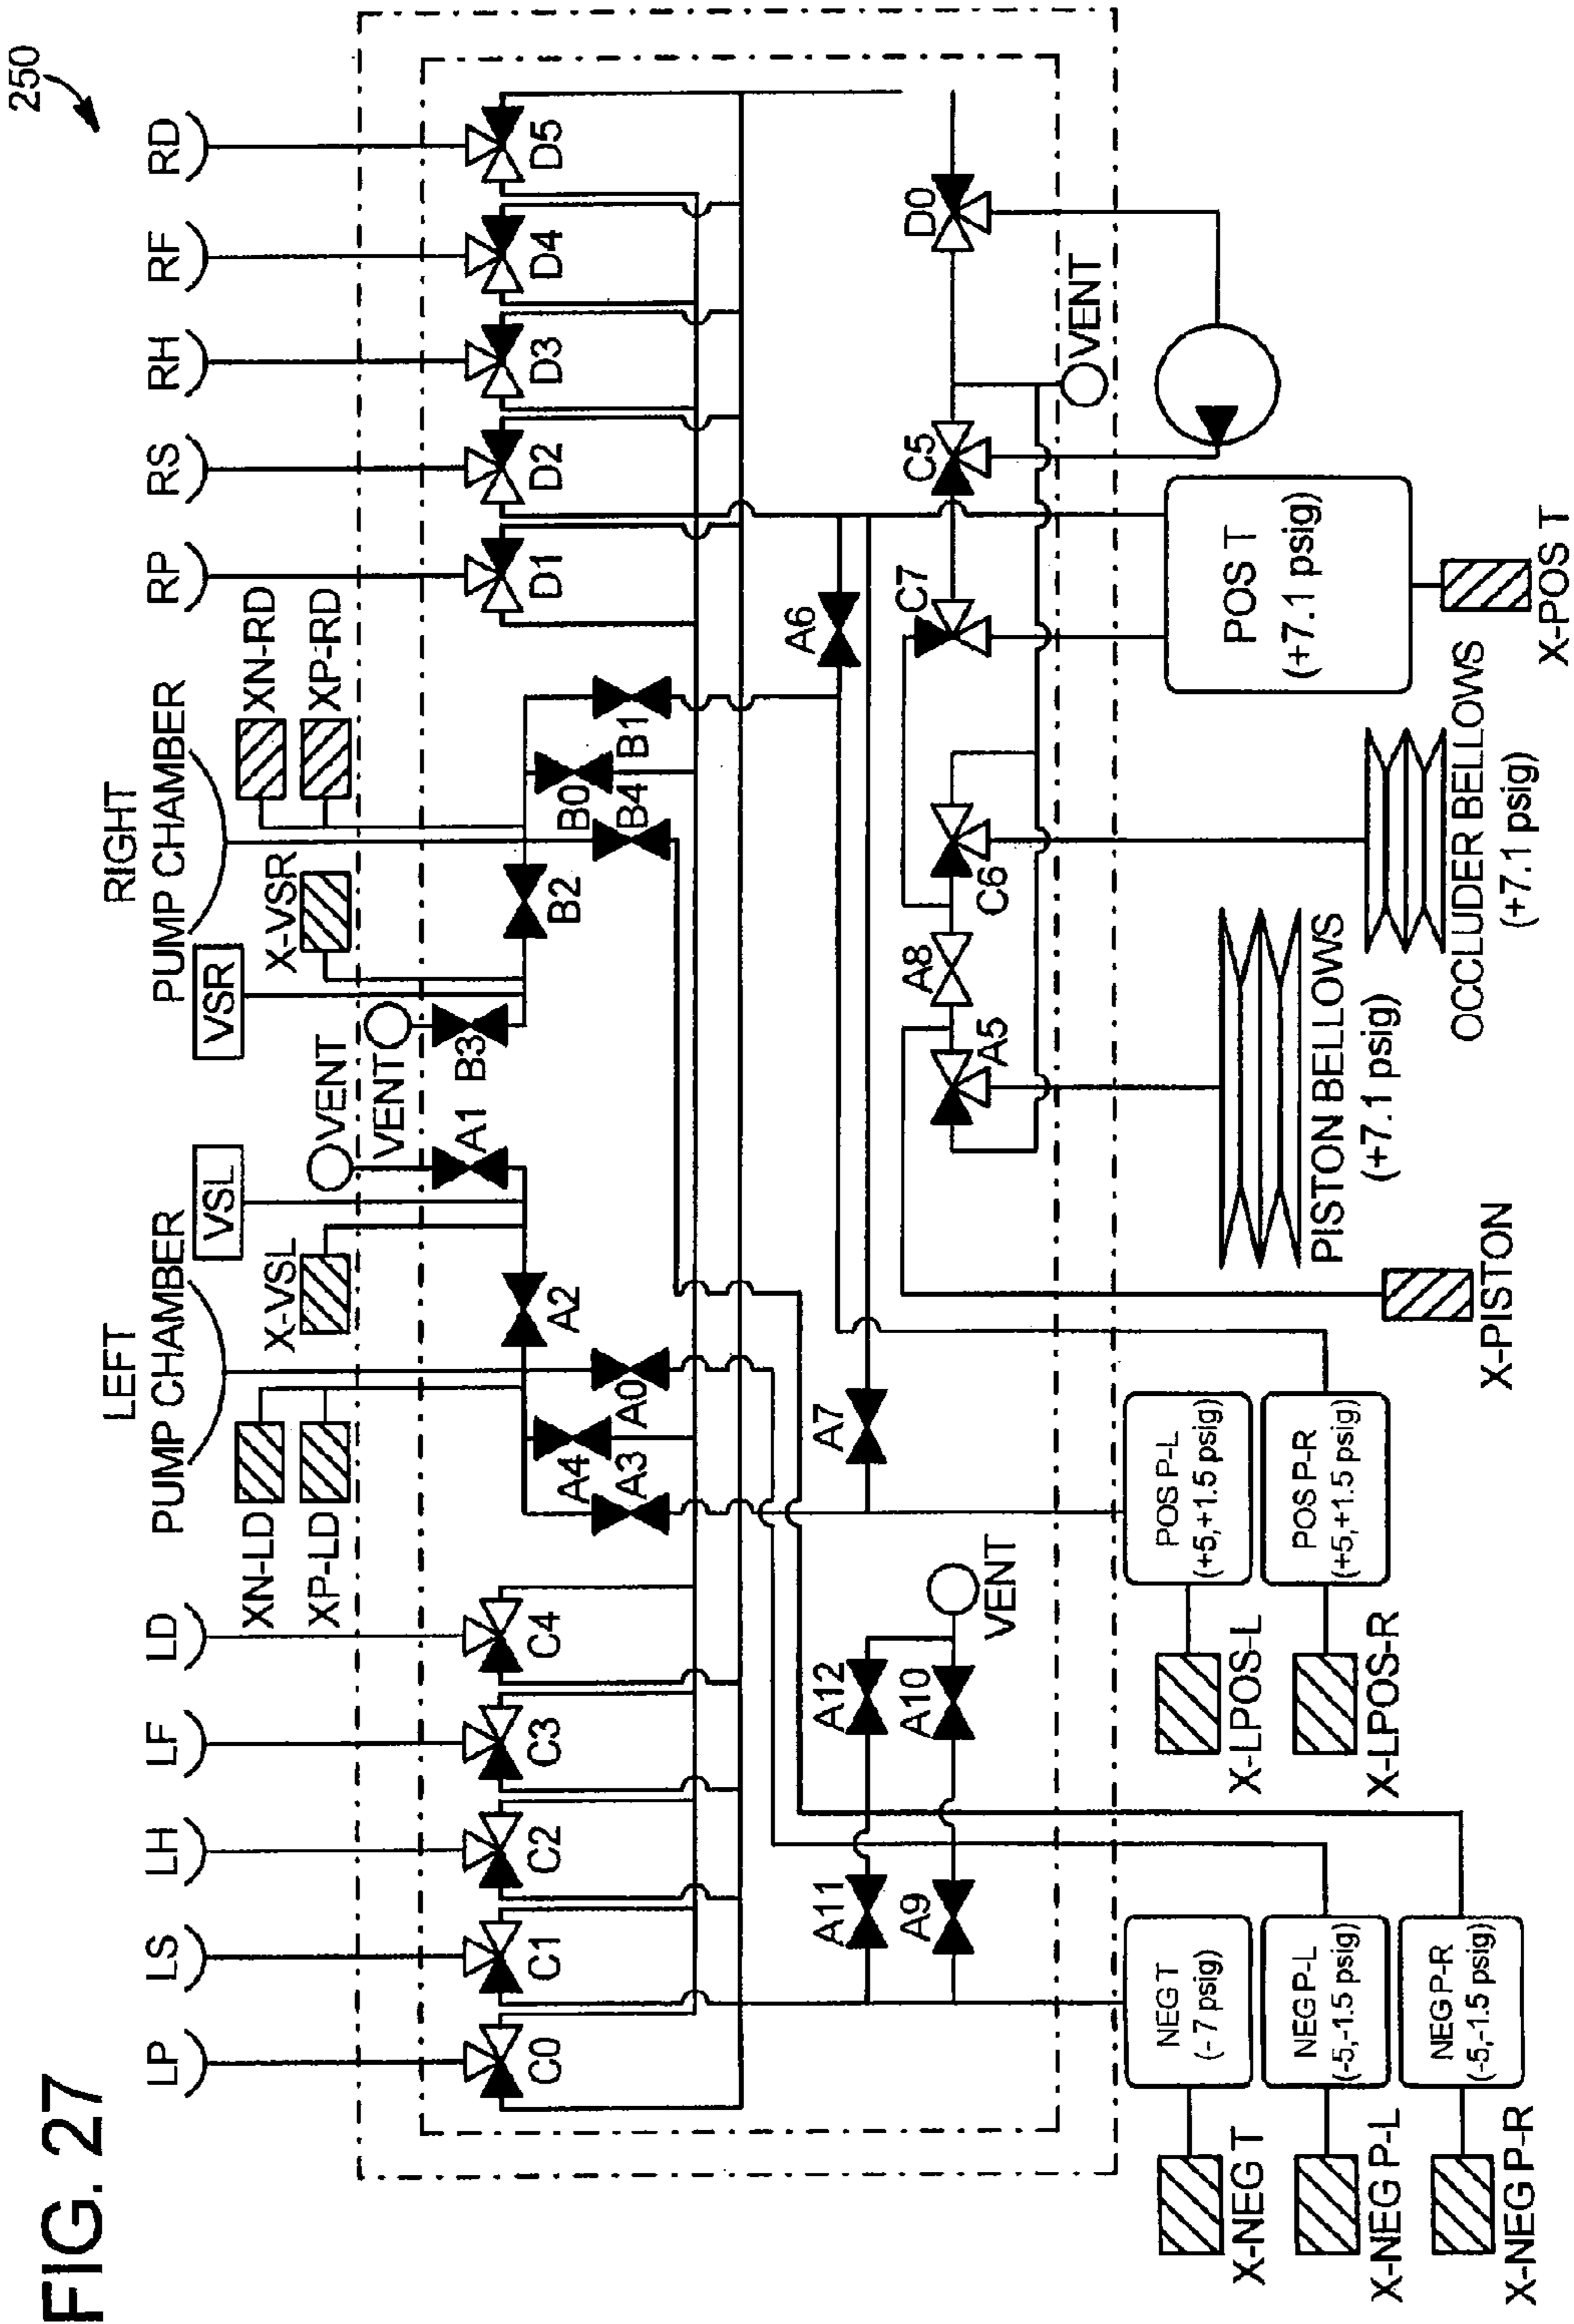 FIG. 27
250
LP
LS
LH
LF
LD
LEFT
PUMP CHAMBER
RIGHT
PUMP CHAMBER
RP
RS
RH
RF
RD
XN-LD
XP-LD
X-VSL
VSL
VENT
VENT
VSR
X-VSR
XN-RD
XP-RD
C0
C1
C2
C3
C4
A4
A3
A0
A2
A1
B3
B2
B0
B4
B1
D1
D2
D3
D4
D5
A11
A12
A9
A10
VENT
A7
A6
A5
A8
C6
C7
C5
D0
VENT
NEG T
(-7 psig)
NEG P-L
(-5,-1.5 psig)
NEG P-R
(-5,-1.5 psig)
X-NEG T
X-NEG P-L
X-NEG P-R
POS P-L
(+5,+1.5 psig)
POS P-R
(+5,+1.5 psig)
X-LPOS-L
X-LPOS-R
X-PISTON
PISTON BELLOWS
(+7.1 psig)
OCCLUDER BELLOWS
(+7.1 psig)
POS T
(+7.1 psig)
X-POS T